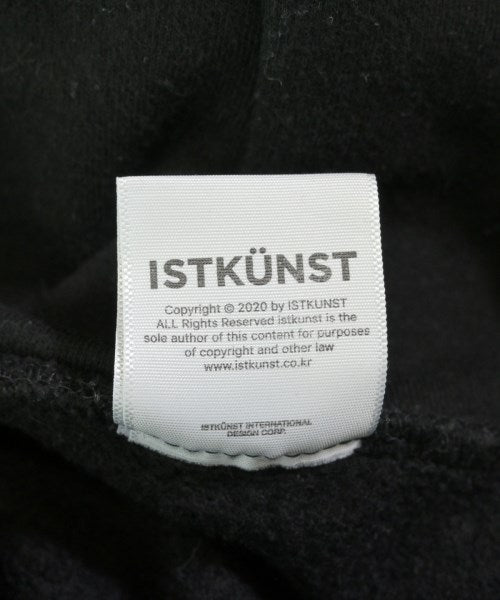 ISTKÜNST
Copyright © 2020 by ISTKUNST
ALL Rights Reserved istkunst is the
sole author of this content for purposes
of copyright and other law
www.istkunst.co.kr
ISTKÜNST INTERNATIONAL
DESIGN CORP.